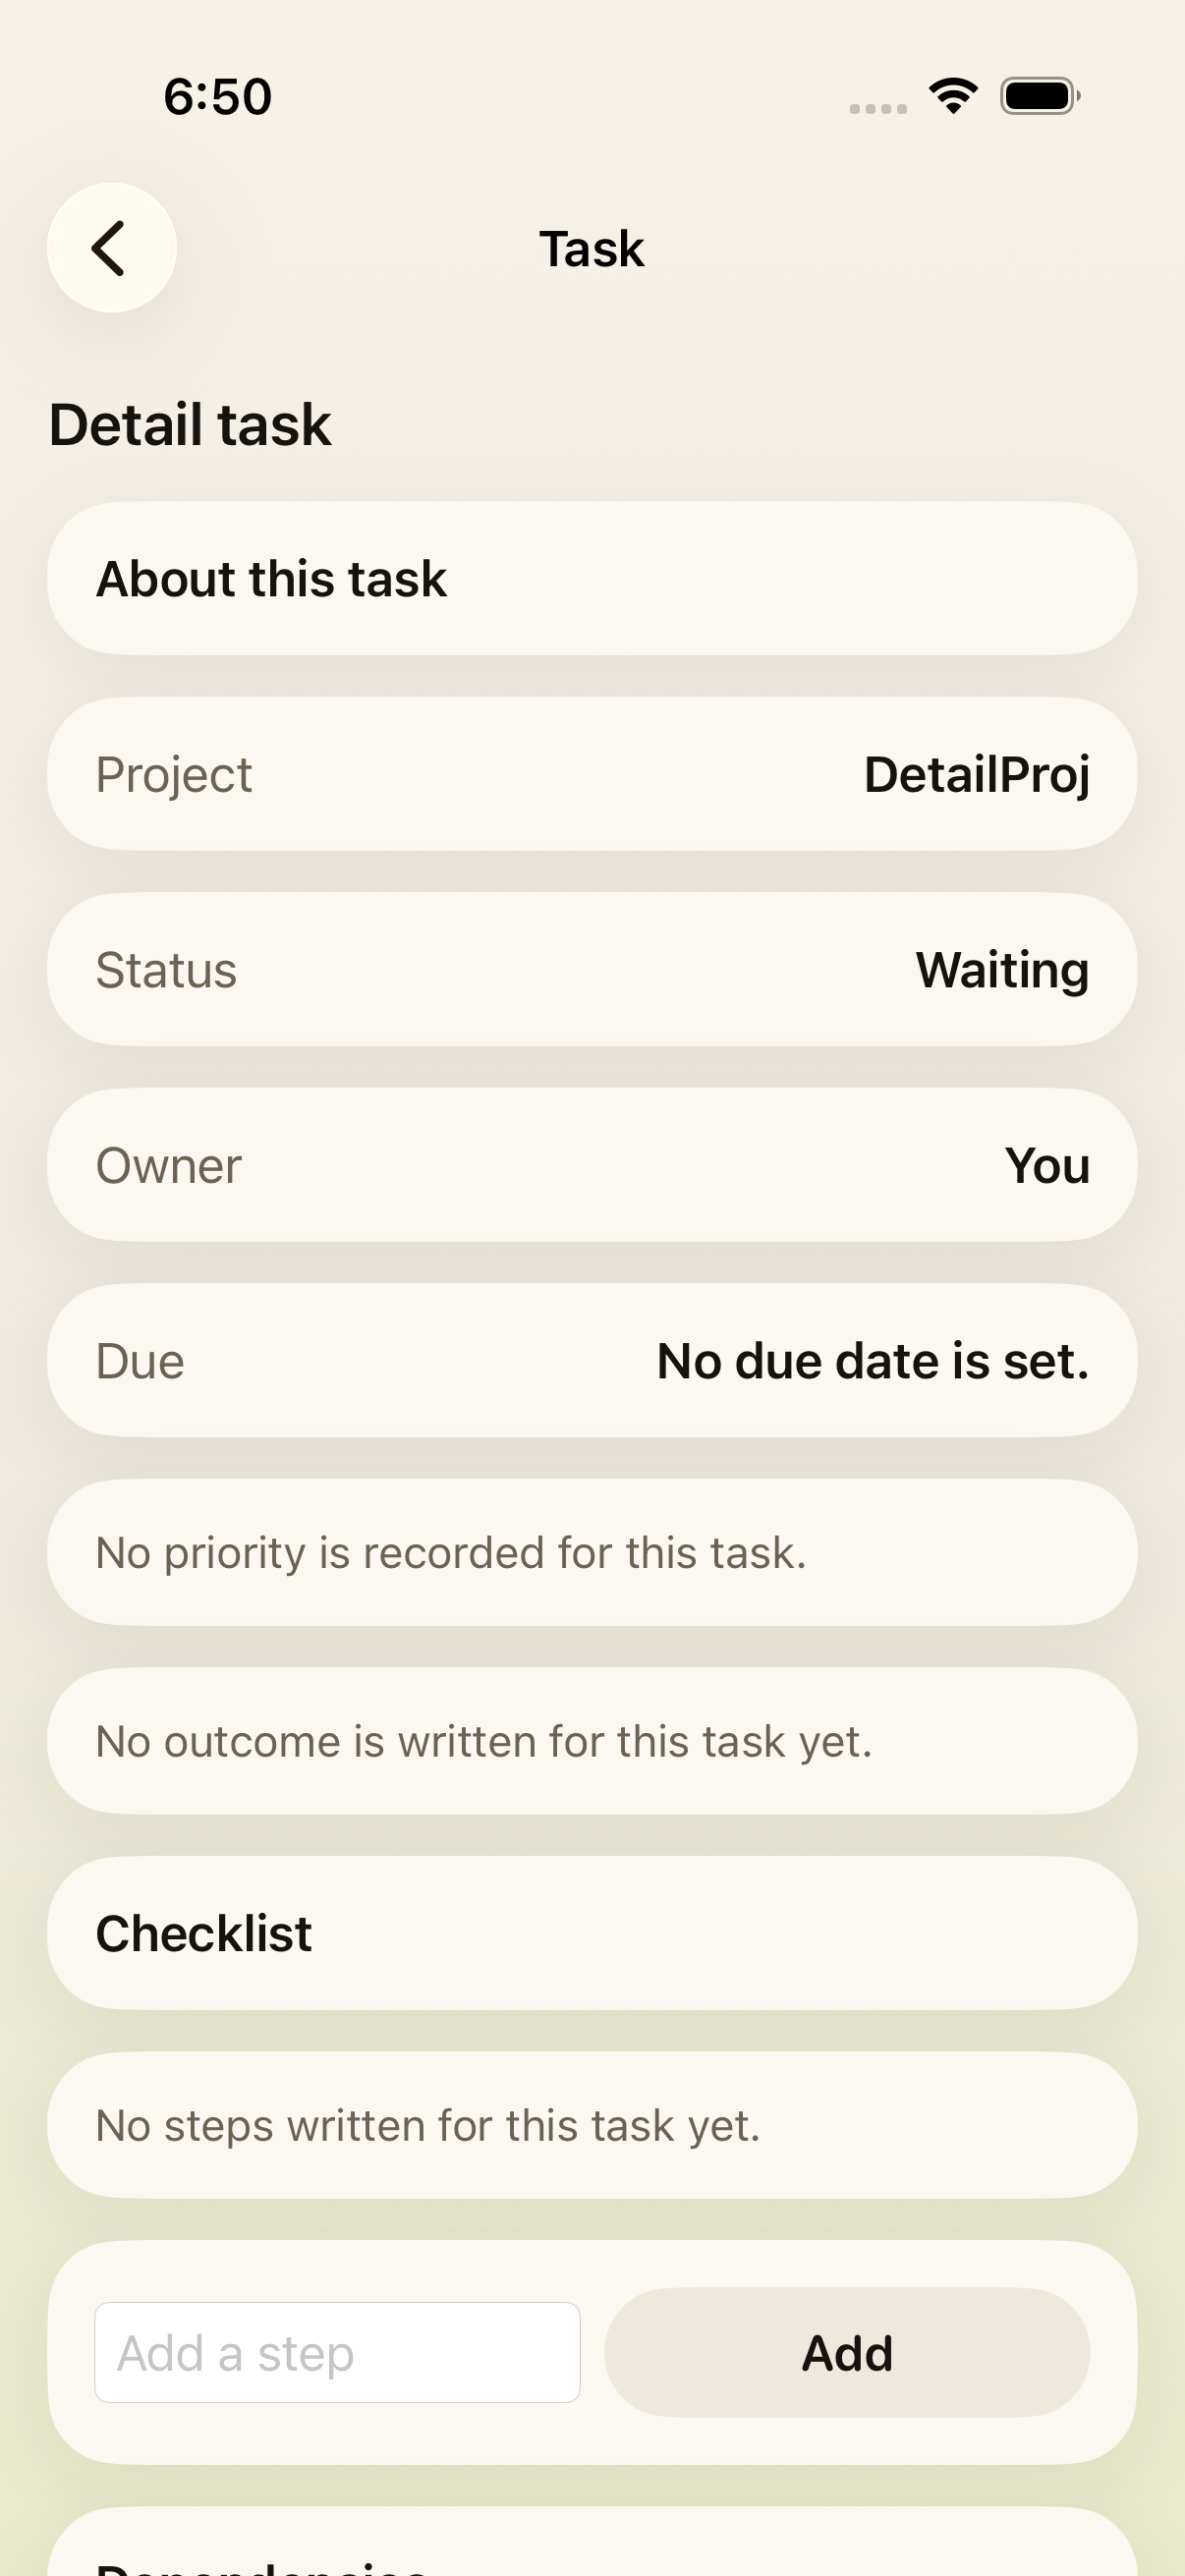 6:50
Task
Detail task
About this task
Project DetailProj
Status Waiting
Owner You
Due No due date is set.
No priority is recorded for this task.
No outcome is written for this task yet.
Checklist
No steps written for this task yet.
Add a step Add